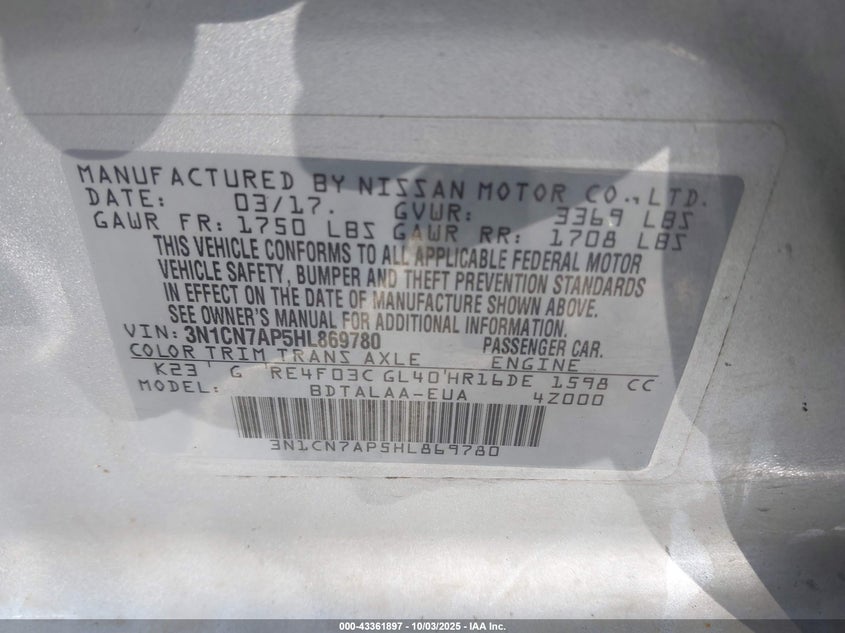 MANUFACTURED BY NISSAN MOTOR CO., LTD.
DATE: 03/17. GVWR: 3369 LBS
GAWR FR: 1750 LBS GAWR RR: 1708 LBS
THIS VEHICLE CONFORMS TO ALL APPLICABLE FEDERAL MOTOR
VEHICLE SAFETY, BUMPER AND THEFT PREVENTION STANDARDS
IN EFFECT ON THE DATE OF MANUFACTURE SHOWN ABOVE.
SEE OWNER'S MANUAL FOR ADDITIONAL INFORMATION.
VIN: 3N1CN7AP5HL869780 PASSENGER CAR.
COLOR TRIM TRANS AXLE ENGINE
K23 G RE4F03C GL40 HR16DE 1598 CC
MODEL: BDTALAA-EUA 4Z000
3N1CN7AP5HL869780
000-43361897 - 10/03/2025 - IAA Inc.